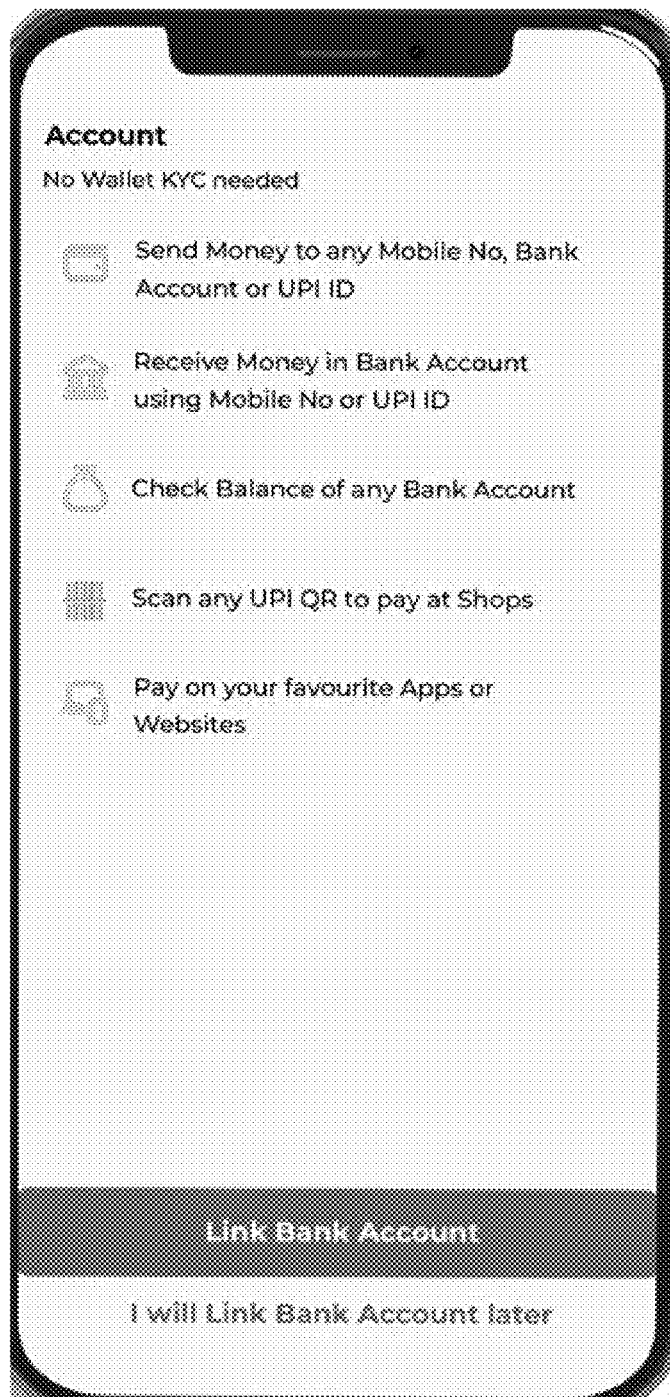 Account
No Wallet KYC needed
Send Money to any Mobile No, Bank
Account or UPI ID
Receive Money in Bank Account
using Mobile No or UPI ID
Check Balance of any Bank Account
Scan any UPI QR to pay at Shops
Pay on your favourite Apps or
Websites
Link Bank Account
I will Link Bank Account later